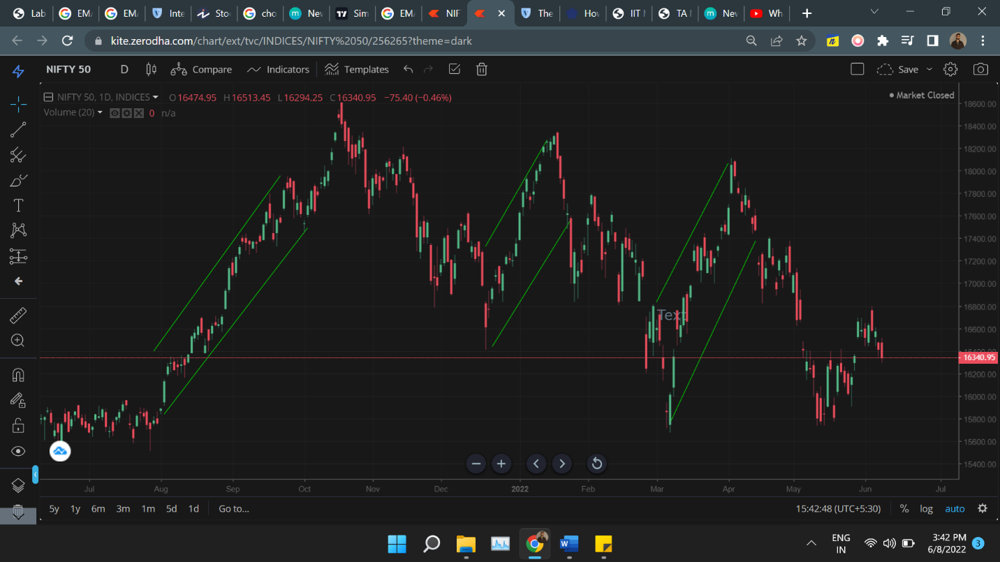 Lab
EMA
EMA
Inte
Sto
cho
Nev
Sim
EMA
NIF
The
Hov
IIT
TA
Nev
Wh
kite.zerodha.com/chart/ext/tvc/INDICES/NIFTY%2050/256265?theme=dark
NIFTY 50 D Compare Indicators Templates Save
NIFTY 50, 1D, INDICES O16474.95 H16513.45 L16294.25 C16340.95 −75.40 (−0.46%)
Market Closed
Volume (20) 0 n/a
18600.00
18400.00
18200.00
18000.00
17800.00
17600.00
17400.00
17200.00
17000.00
16800.00
Text
16600.00
16400.00
16340.95
16200.00
16000.00
15800.00
15600.00
15400.00
Jul Aug Sep Oct Nov Dec 2022 Feb Mar Apr May Jun Jul
5y 1y 6m 3m 1m 5d 1d Go to... 15:42:48 (UTC+5:30) % log auto
ENG
IN
3:42 PM
6/8/2022
3